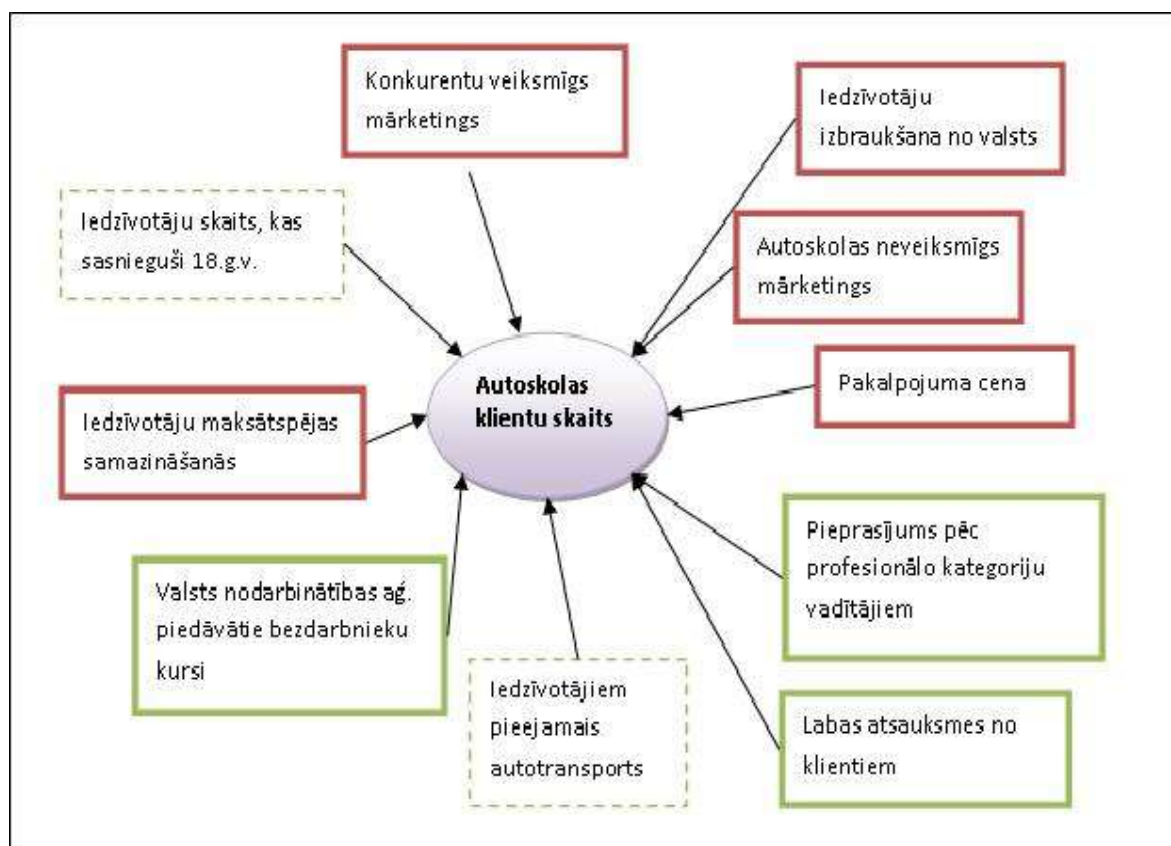 Konkurentu veiksmīgs
mārketings
Iedzīvotāju
izbraukšana no valsts
Iedzīvotāju skaits, kas
sasnieguši 18.g.v.
Autoskolas neveiksmīgs
mārketings
Autoskolas
klientu skaits
Pakalpojuma cena
Iedzīvotāju maksātspējas
samazināšanās
Pieprasījums pēc
profesionālo kategoriju
vadītājiem
Valsts nodarbinātības aģ.
piedāvātie bezdarbnieku
kursi
Iedzīvotājiem
pieejamais
autotransports
Labas atsauksmes no
klientiem